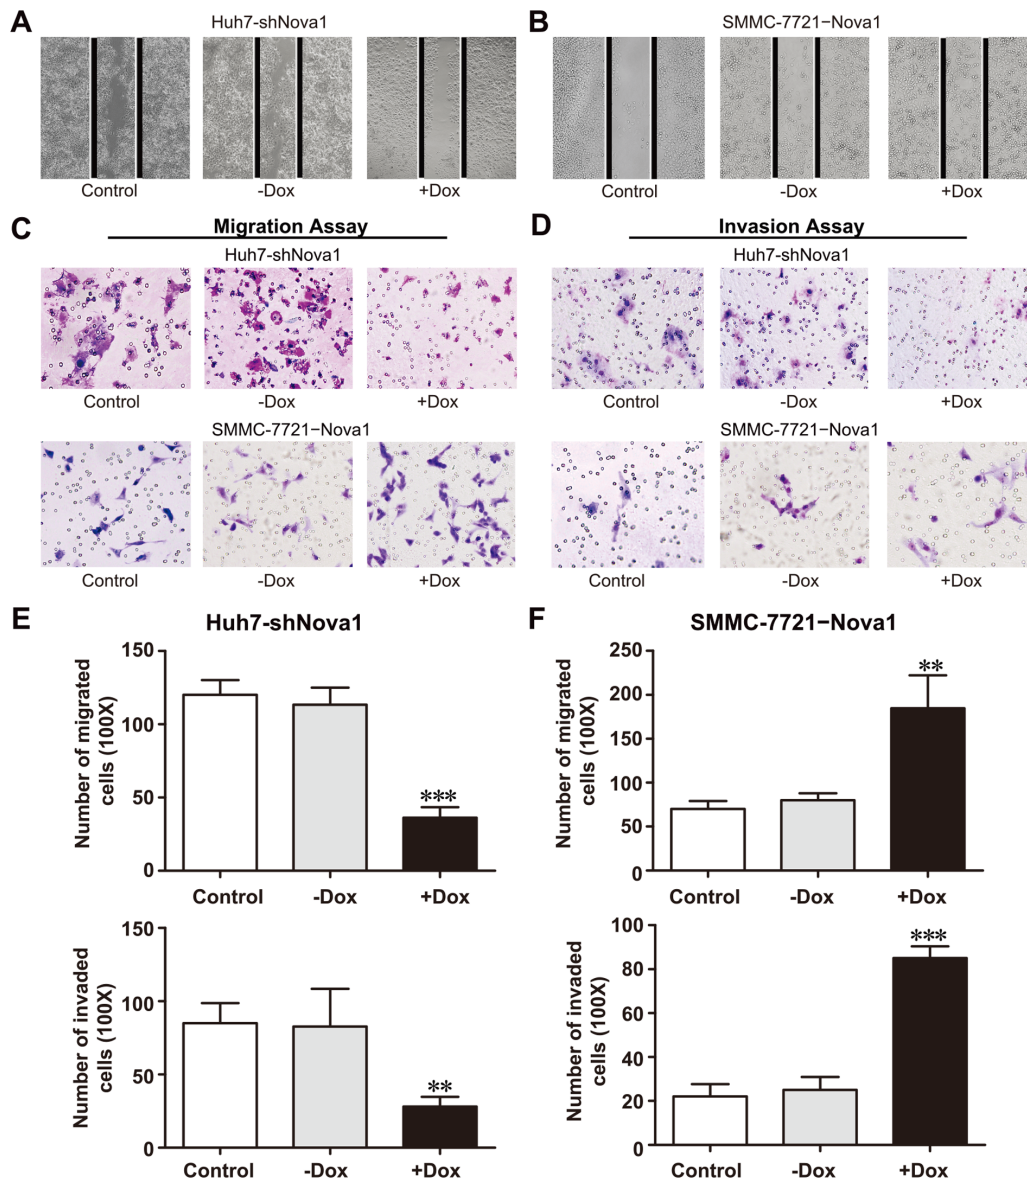 A
Huh7-shNova1
Control
-Dox
+Dox
B
SMMC-7721−Nova1
Control
-Dox
+Dox
C
Migration Assay
Huh7-shNova1
Control
-Dox
+Dox
SMMC-7721−Nova1
Control
-Dox
+Dox
D
Invasion Assay
Huh7-shNova1
Control
-Dox
+Dox
SMMC-7721−Nova1
Control
-Dox
+Dox
E
Huh7-shNova1
Number of migrated
cells (100X)
150
100
50
0
***
Control
-Dox
+Dox
Number of invaded
cells (100X)
150
100
50
0
**
Control
-Dox
+Dox
F
SMMC-7721−Nova1
Number of migrated
cells (100X)
250
200
150
100
50
0
**
Control
-Dox
+Dox
Number of invaded
cells (100X)
100
80
60
40
20
0
***
Control
-Dox
+Dox